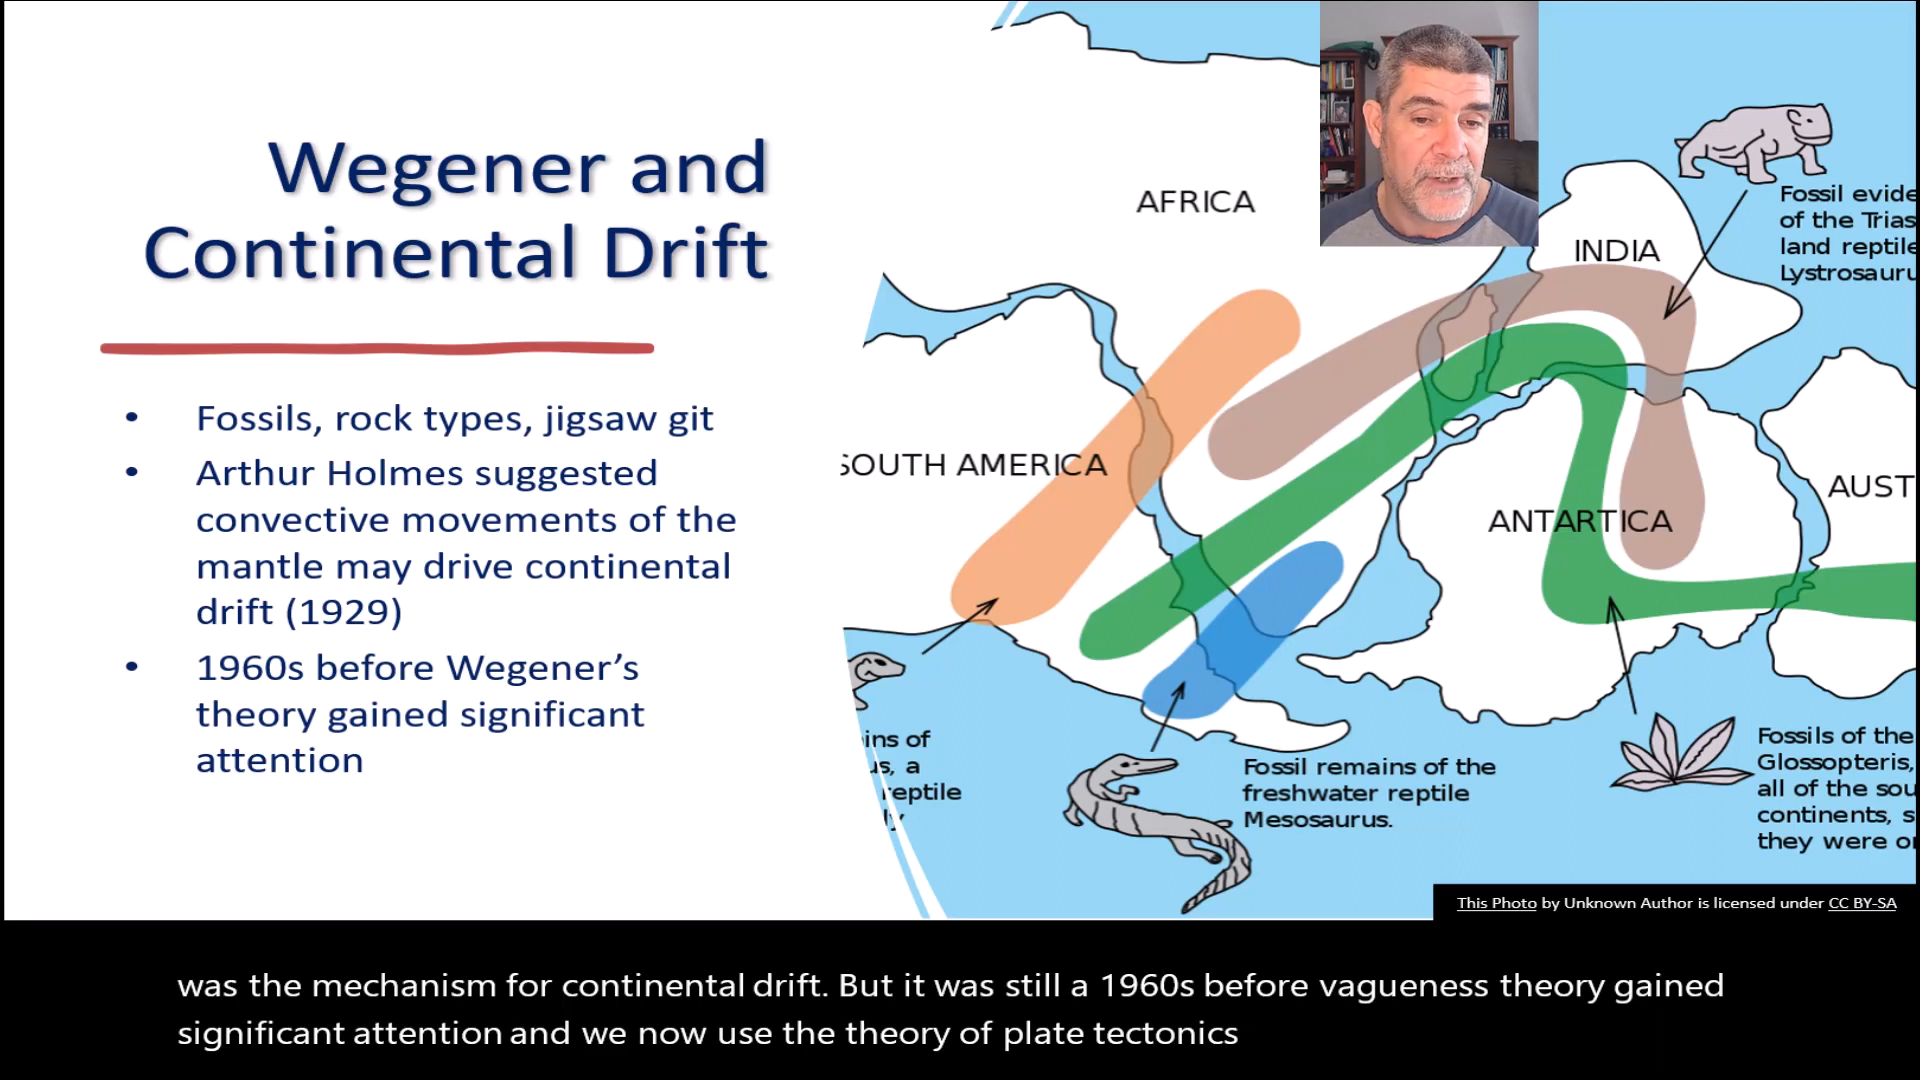 Wegener and
Continental Drift
• Fossils, rock types, jigsaw git
• Arthur Holmes suggested
convective movements of the
mantle may drive continental
drift (1929)
• 1960s before Wegener’s
theory gained significant
attention
AFRICA
INDIA
SOUTH AMERICA
ANTARTICA
AUST
Fossil evide
of the Trias
land reptile
Lystrosauru
ins of
us, a
reptile
ly
Fossil remains of the
freshwater reptile
Mesosaurus.
Fossils of the
Glossopteris,
all of the sou
continents, s
they were o
This Photo by Unknown Author is licensed under CC BY-SA
was the mechanism for continental drift. But it was still a 1960s before vagueness theory gained
significant attention and we now use the theory of plate tectonics